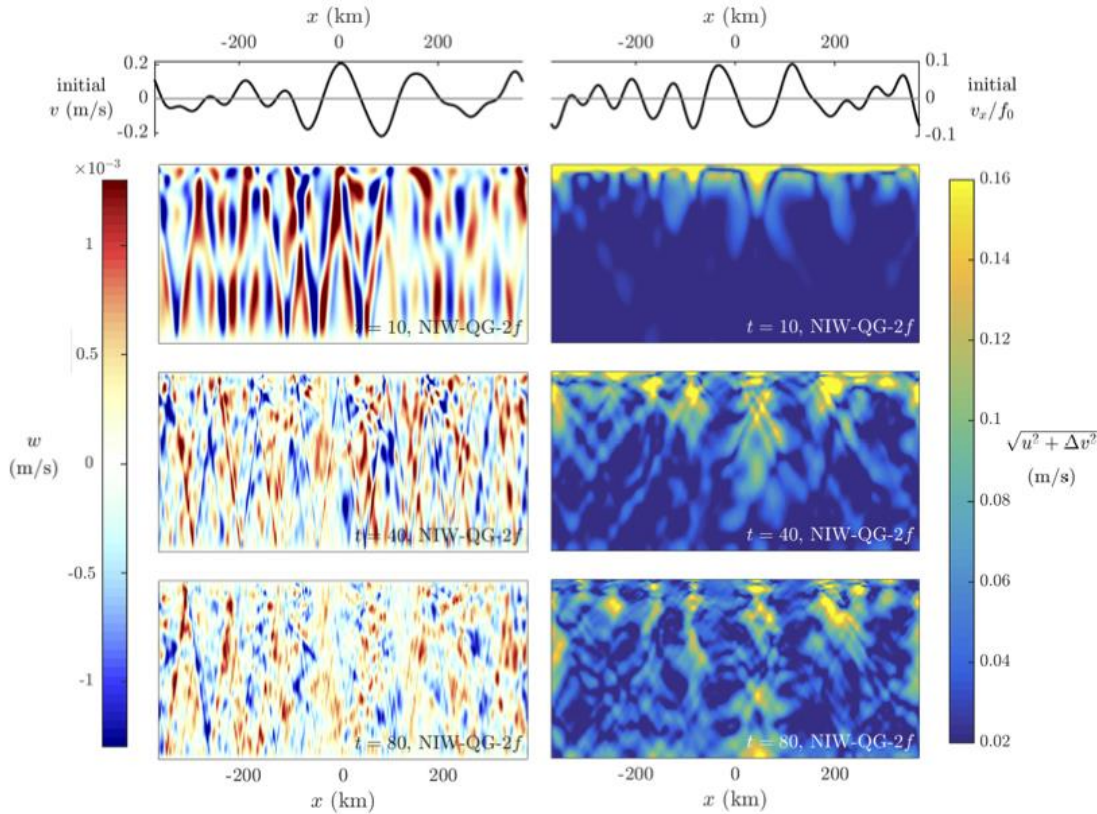 x (km)
x (km)
-200 0 200
-200 0 200
initial
v (m/s)
0.2
0
-0.2
0.1
0
-0.1
initial
v_x/f_0
×10^{-3}
1
0.5
0
-0.5
-1
w
(m/s)
t = 10, NIW-QG-2f
t = 10, NIW-QG-2f
t = 40, NIW-QG-2f
t = 40, NIW-QG-2f
t = 80, NIW-QG-2f
t = 80, NIW-QG-2f
0.16
0.14
0.12
0.1
0.08
0.06
0.04
0.02
√(u² + Δv²)
(m/s)
-200 0 200
-200 0 200
x (km)
x (km)